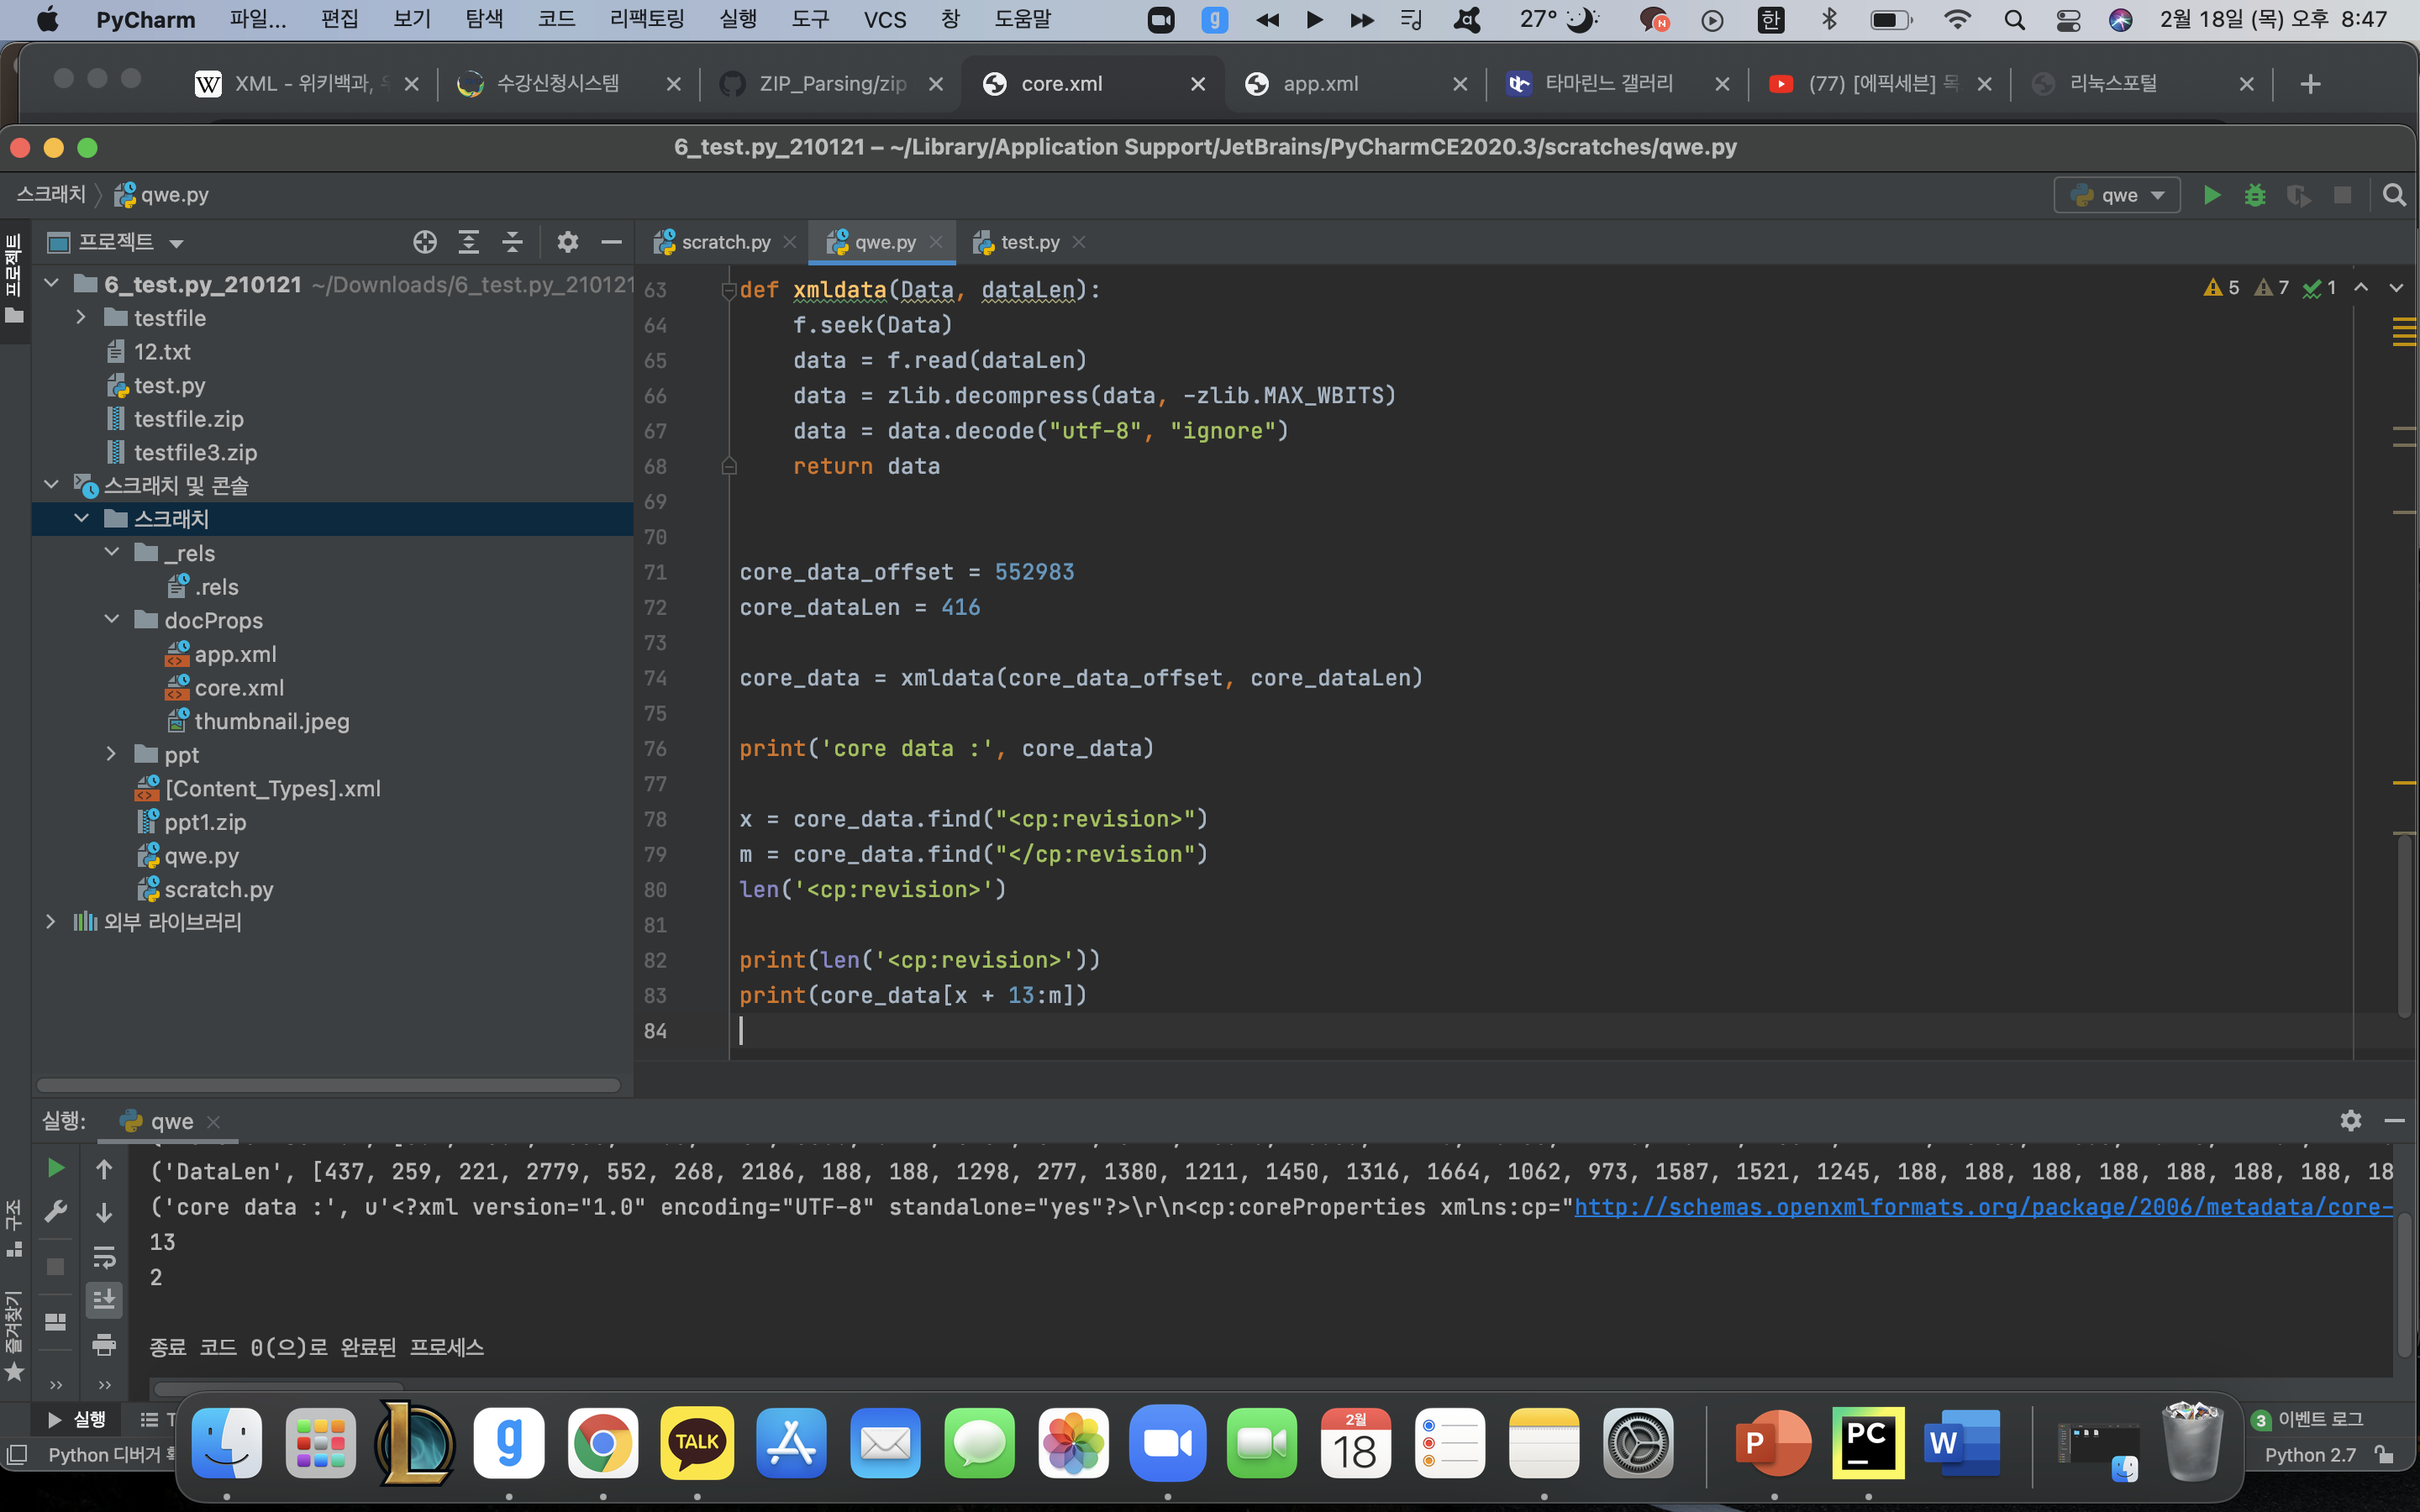 PyCharm 파일... 편집 보기 탐색 코드 리팩토링 실행 도구 VCS 창 도움말 27° 한 2월 18일 (목) 오후 8:47
XML - 위키백과, 수강신청시스템 ZIP_Parsing/zip core.xml app.xml 타마린드 갤러리 (77) [에픽세븐] 리눅스포털
6_test.py_210121 – ~/Library/Application Support/JetBrains/PyCharmCE2020.3/scratches/qwe.py
스크래치 qwe.py qwe
프로젝트
프로젝트
scratch.py qwe.py test.py
6_test.py_210121 ~/Downloads/6_test.py_210121
testfile
12.txt
test.py
testfile.zip
testfile3.zip
스크래치 및 콘솔
스크래치
_rels
.rels
docProps
app.xml
core.xml
thumbnail.jpeg
ppt
[Content_Types].xml
ppt1.zip
qwe.py
scratch.py
외부 라이브러리
5 7 1
63 def xmldata(Data, dataLen):
64 f.seek(Data)
65 data = f.read(dataLen)
66 data = zlib.decompress(data, -zlib.MAX_WBITS)
67 data = data.decode("utf-8", "ignore")
68 return data
69
70
71 core_data_offset = 552983
72 core_dataLen = 416
73
74 core_data = xmldata(core_data_offset, core_dataLen)
75
76 print('core data :', core_data)
77
78 x = core_data.find("<cp:revision>")
79 m = core_data.find("</cp:revision")
80 len('<cp:revision>')
81
82 print(len('<cp:revision>'))
83 print(core_data[x + 13:m])
84
실행: qwe
('DataLen', [437, 259, 221, 2779, 552, 268, 2186, 188, 188, 1298, 277, 1380, 1211, 1450, 1316, 1664, 1062, 973, 1587, 1521, 1245, 188, 188, 188, 188, 188, 188, 188, 18
('core data :', u'<?xml version="1.0" encoding="UTF-8" standalone="yes"?>\r\n<cp:coreProperties xmlns:cp="http://schemas.openxmlformats.org/package/2006/metadata/core-
13
2
종료 코드 0(으)로 완료된 프로세스
구조
즐겨찾기
실행
3 이벤트 로그
Python 디버거
Python 2.7
TALK
2월
18
P
PC
W